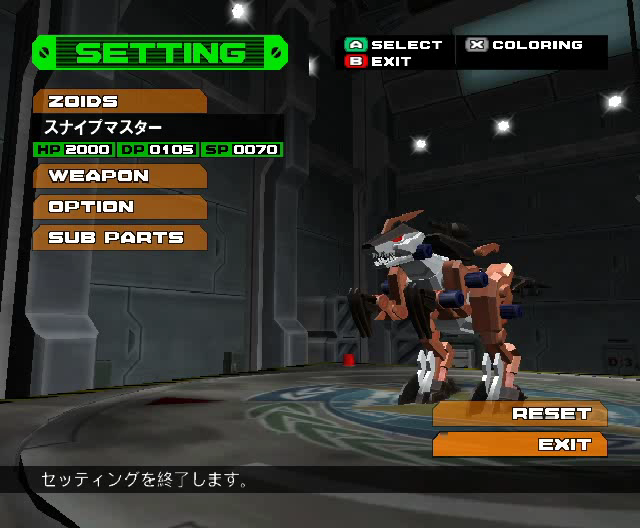 SETTING
A SELECT
X COLORING
B EXIT
ZOIDS
スナイプマスター
HP 2000 DP 0105 SP 0070
WEAPON
OPTION
SUB PARTS
RESET
EXIT
セッティングを終了します。